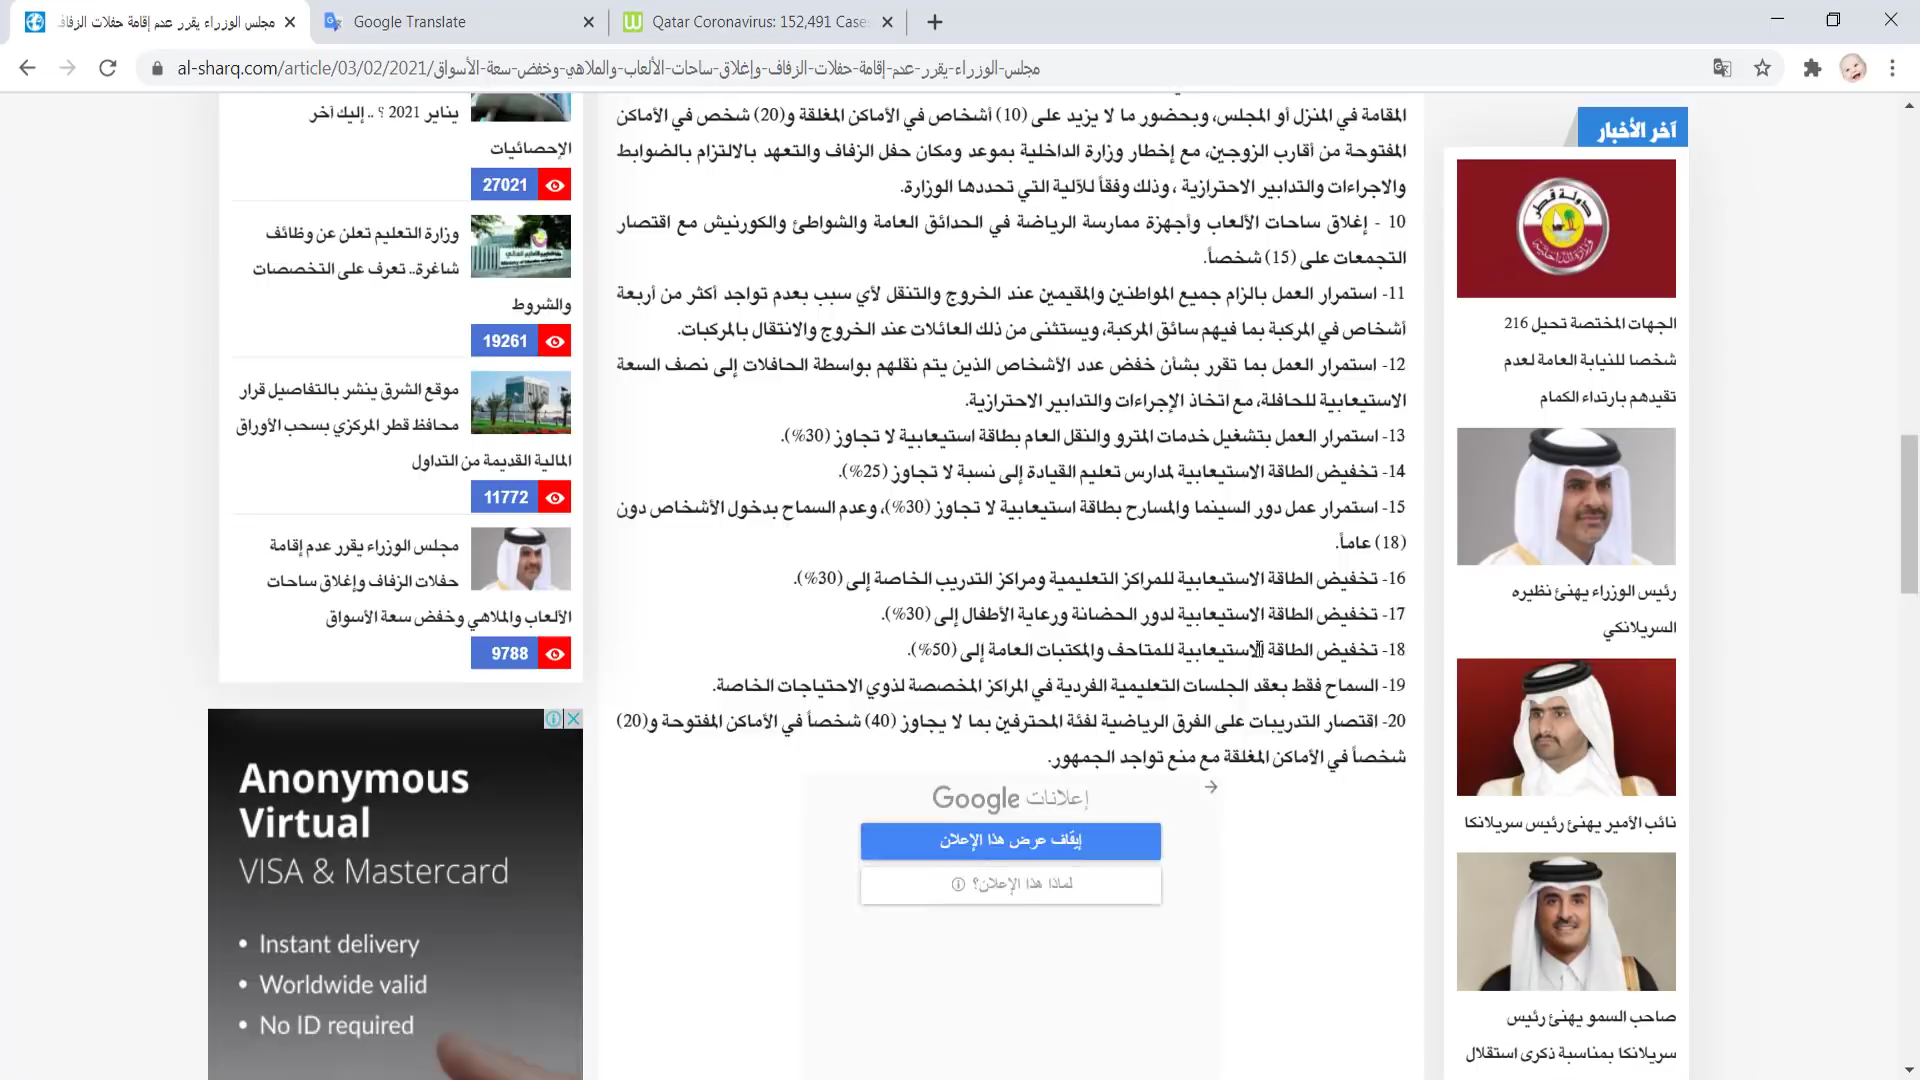 مجلس الوزراء يقرر عدم إقامة حفلات الزفاف
Google Translate
Qatar Coronavirus: 152,491 Case
al-sharq.com/article/03/02/2021/مجلس-الوزراء-يقرر-عدم-إقامة-حفلات-الزفاف-وإغلاق-ساحات-الألعاب-والملاهي-وخفض-سعة-الأسواق
المقامة في المنزل أو المجلس، وبحضور ما لا يزيد على (10) أشخاص في الأماكن المغلقة و(20) شخص في الأماكن
المفتوحة من أقارب الزوجين، مع إخطار وزارة الداخلية بموعد ومكان حفل الزفاف والتعهد بالالتزام بالضوابط
والاجراءات والتدابير الاحترازية ، وذلك وفقاً للآلية التي تحددها الوزارة.
10 - إغلاق ساحات الألعاب وأجهزة ممارسة الرياضة في الحدائق العامة والشواطئ والكورنيش مع اقتصار
التجمعات على (15) شخصاً.
11- استمرار العمل بالزام جميع المواطنين والمقيمين عند الخروج والتنقل لأي سبب بعدم تواجد أكثر من أربعة
أشخاص في المركبة بما فيهم سائق المركبة، ويستثنى من ذلك العائلات عند الخروج والانتقال بالمركبات.
12- استمرار العمل بما تقرر بشأن خفض عدد الأشخاص الذين يتم نقلهم بواسطة الحافلات إلى نصف السعة
الاستيعابية للحافلة، مع اتخاذ الإجراءات والتدابير الاحترازية.
13- استمرار العمل بتشغيل خدمات المترو والنقل العام بطاقة استيعابية لا تجاوز (30%).
14- تخفيض الطاقة الاستيعابية لمدارس تعليم القيادة إلى نسبة لا تجاوز (25%).
15- استمرار عمل دور السينما والمسارح بطاقة استيعابية لا تجاوز (30%)، وعدم السماح بدخول الأشخاص دون
(18) عاماً.
16- تخفيض الطاقة الاستيعابية للمراكز التعليمية ومراكز التدريب الخاصة إلى (30%).
17- تخفيض الطاقة الاستيعابية لدور الحضانة ورعاية الأطفال إلى (30%).
18- تخفيض الطاقة الاستيعابية للمتاحف والمكتبات العامة إلى (50%).
19- السماح فقط بعقد الجلسات التعليمية الفردية في المراكز المخصصة لذوي الاحتياجات الخاصة.
20- اقتصار التدريبات على الفرق الرياضية لفئة المحترفين بما لا يجاوز (40) شخصاً في الأماكن المفتوحة و(20)
شخصاً في الأماكن المغلقة مع منع تواجد الجمهور.
إعلانات Google
إيقاف عرض هذا الإعلان
لماذا هذا الإعلان؟
آخر الأخبار
دولة قطر
وزارة الداخلية
الجهات المختصة تحيل 216
شخصا للنيابة العامة لعدم
تقيدهم بارتداء الكمام
رئيس الوزراء يهنئ نظيره
السريلانكي
نائب الأمير يهنئ رئيس سريلانكا
صاحب السمو يهنئ رئيس
سريلانكا بمناسبة ذكرى استقلال
يناير 2021 ؟ .. إليك آخر
الإحصائيات
27021
وزارة التعليم تعلن عن وظائف
شاغرة.. تعرف على التخصصات
والشروط
19261
موقع الشرق ينشر بالتفاصيل قرار
محافظ قطر المركزي بسحب الأوراق
المالية القديمة من التداول
11772
مجلس الوزراء يقرر عدم إقامة
حفلات الزفاف وإغلاق ساحات
الألعاب والملاهي وخفض سعة الأسواق
9788
Anonymous
Virtual
VISA & Mastercard
• Instant delivery
• Worldwide valid
• No ID required